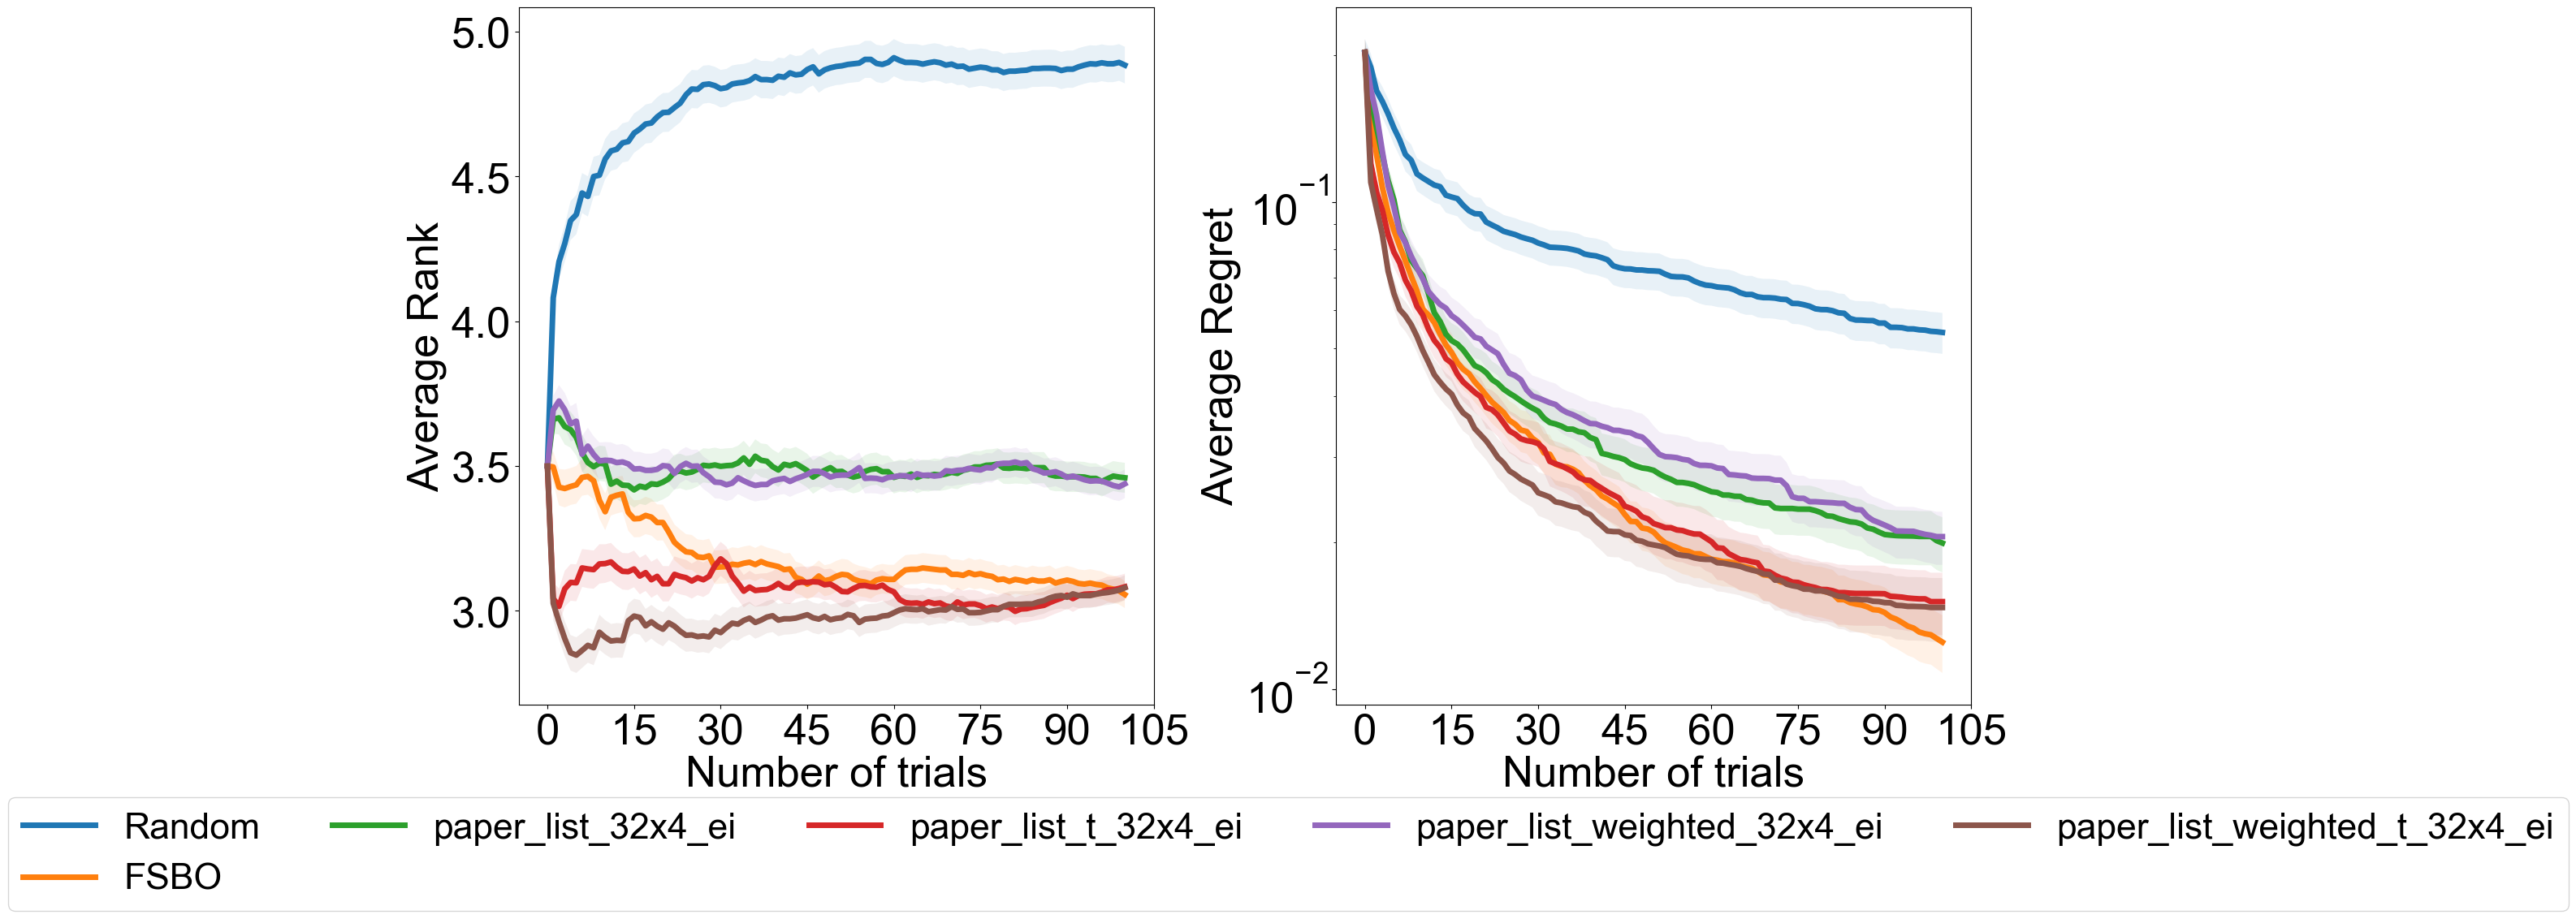 5.0
4.5
4.0
3.5
3.0
Average Rank
0 15 30 45 60 75 90 105
Number of trials
10−1
10−2
Average Regret
0 15 30 45 60 75 90 105
Number of trials
Random paper_list_32x4_ei paper_list_t_32x4_ei paper_list_weighted_32x4_ei paper_list_weighted_t_32x4_ei
FSBO